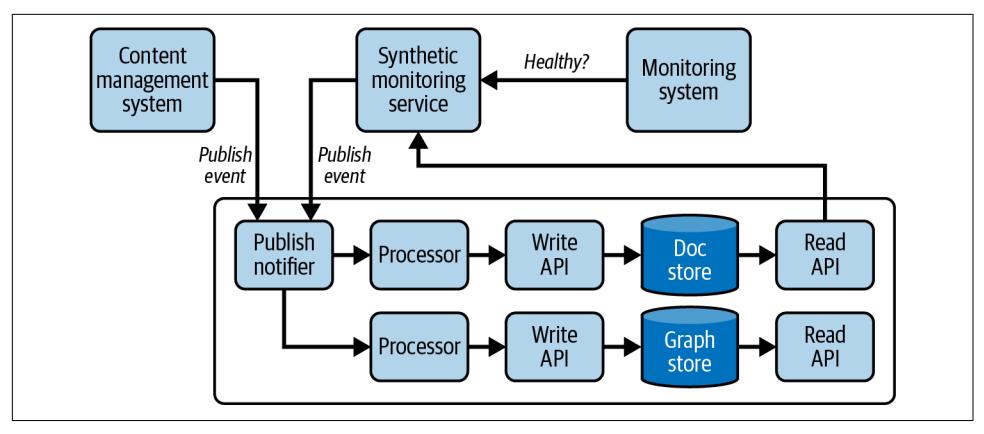 Content
management
system
Synthetic
monitoring
service
Healthy?
Monitoring
system
Publish
event
Publish
event
Publish
notifier
Processor
Write
API
Doc
store
Read
API
Processor
Write
API
Graph
store
Read
API